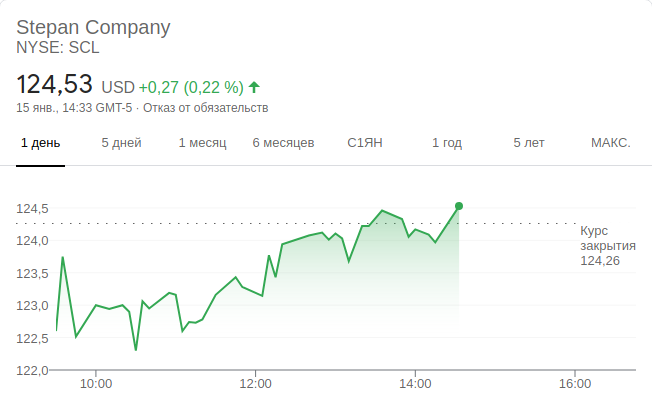 Stepan Company
NYSE: SCL
124,53 USD +0,27 (0,22 %)
15 янв., 14:33 GMT-5 · Отказ от обязательств
1 день 5 дней 1 месяц 6 месяцев С1ЯН 1 год 5 лет МАКС.
124,5
124,0
123,5
123,0
122,5
122,0
Курс
закрытия
124,26
10:00 12:00 14:00 16:00